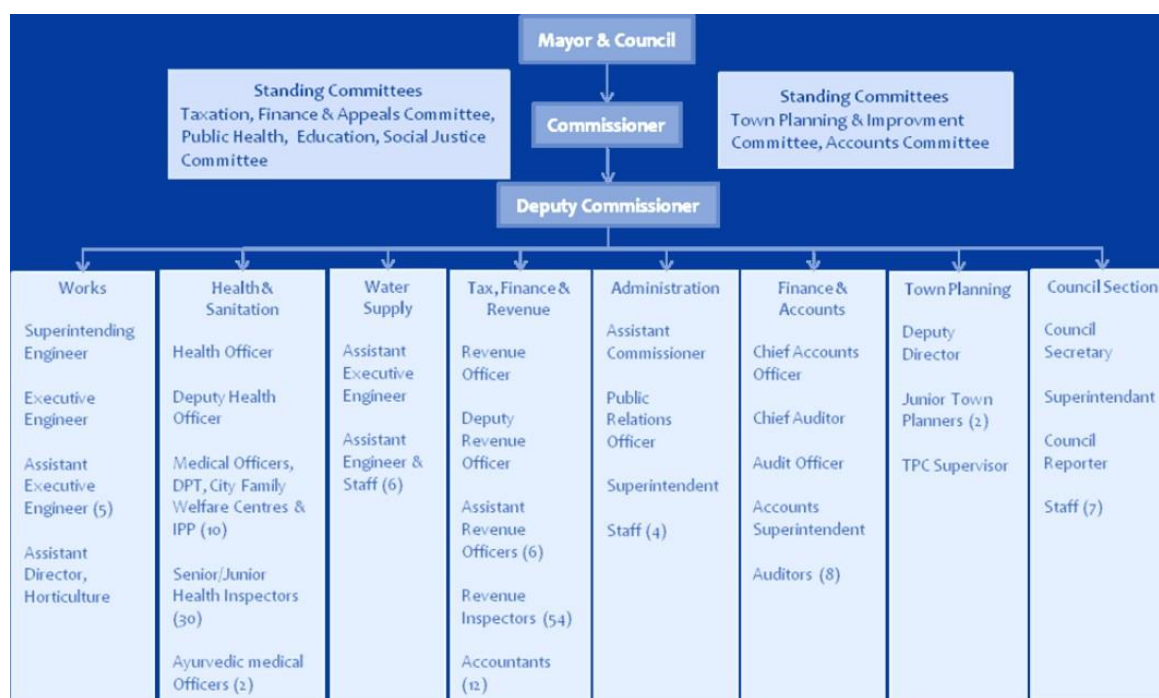 Mayor & Council
Standing Committees
Taxation, Finance & Appeals Committee,
Public Health, Education, Social Justice
Committee
Commissioner
Standing Committees
Town Planning & Improvment
Committee, Accounts Committee
Deputy Commissioner
Works
Superintending
Engineer
Executive
Engineer
Assistant
Executive
Engineer (5)
Assistant
Director,
Horticulture
Health &
Sanitation
Health Officer
Deputy Health
Officer
Medical Officers,
DPT, City Family
Welfare Centres &
IPP (10)
Senior/Junior
Health Inspectors
(30)
Ayurvedic medical
Officers (2)
Water
Supply
Assistant
Executive
Engineer
Assistant
Engineer &
Staff (6)
Tax, Finance &
Revenue
Revenue
Officer
Deputy
Revenue
Officer
Assistant
Revenue
Officers (6)
Revenue
Inspectors (54)
Accountants
(12)
Administration
Assistant
Commissioner
Public
Relations
Officer
Superintendent
Staff (4)
Finance &
Accounts
Chief Accounts
Officer
Chief Auditor
Audit Officer
Accounts
Superintendent
Auditors (8)
Town Planning
Deputy
Director
Junior Town
Planners (2)
TPC Supervisor
Council Section
Council
Secretary
Superintendant
Council
Reporter
Staff (7)